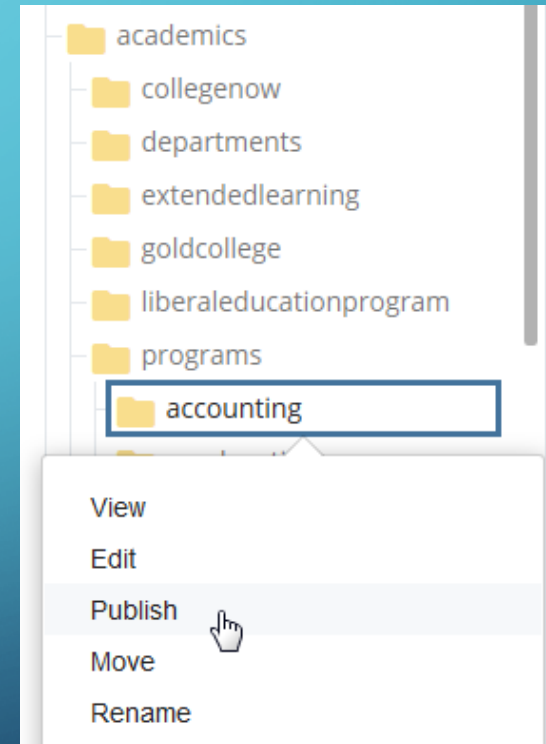 academics
collegenow
departments
extendedlearning
goldcollege
liberaleducationprogram
programs
accounting
View
Edit
Publish
Move
Rename